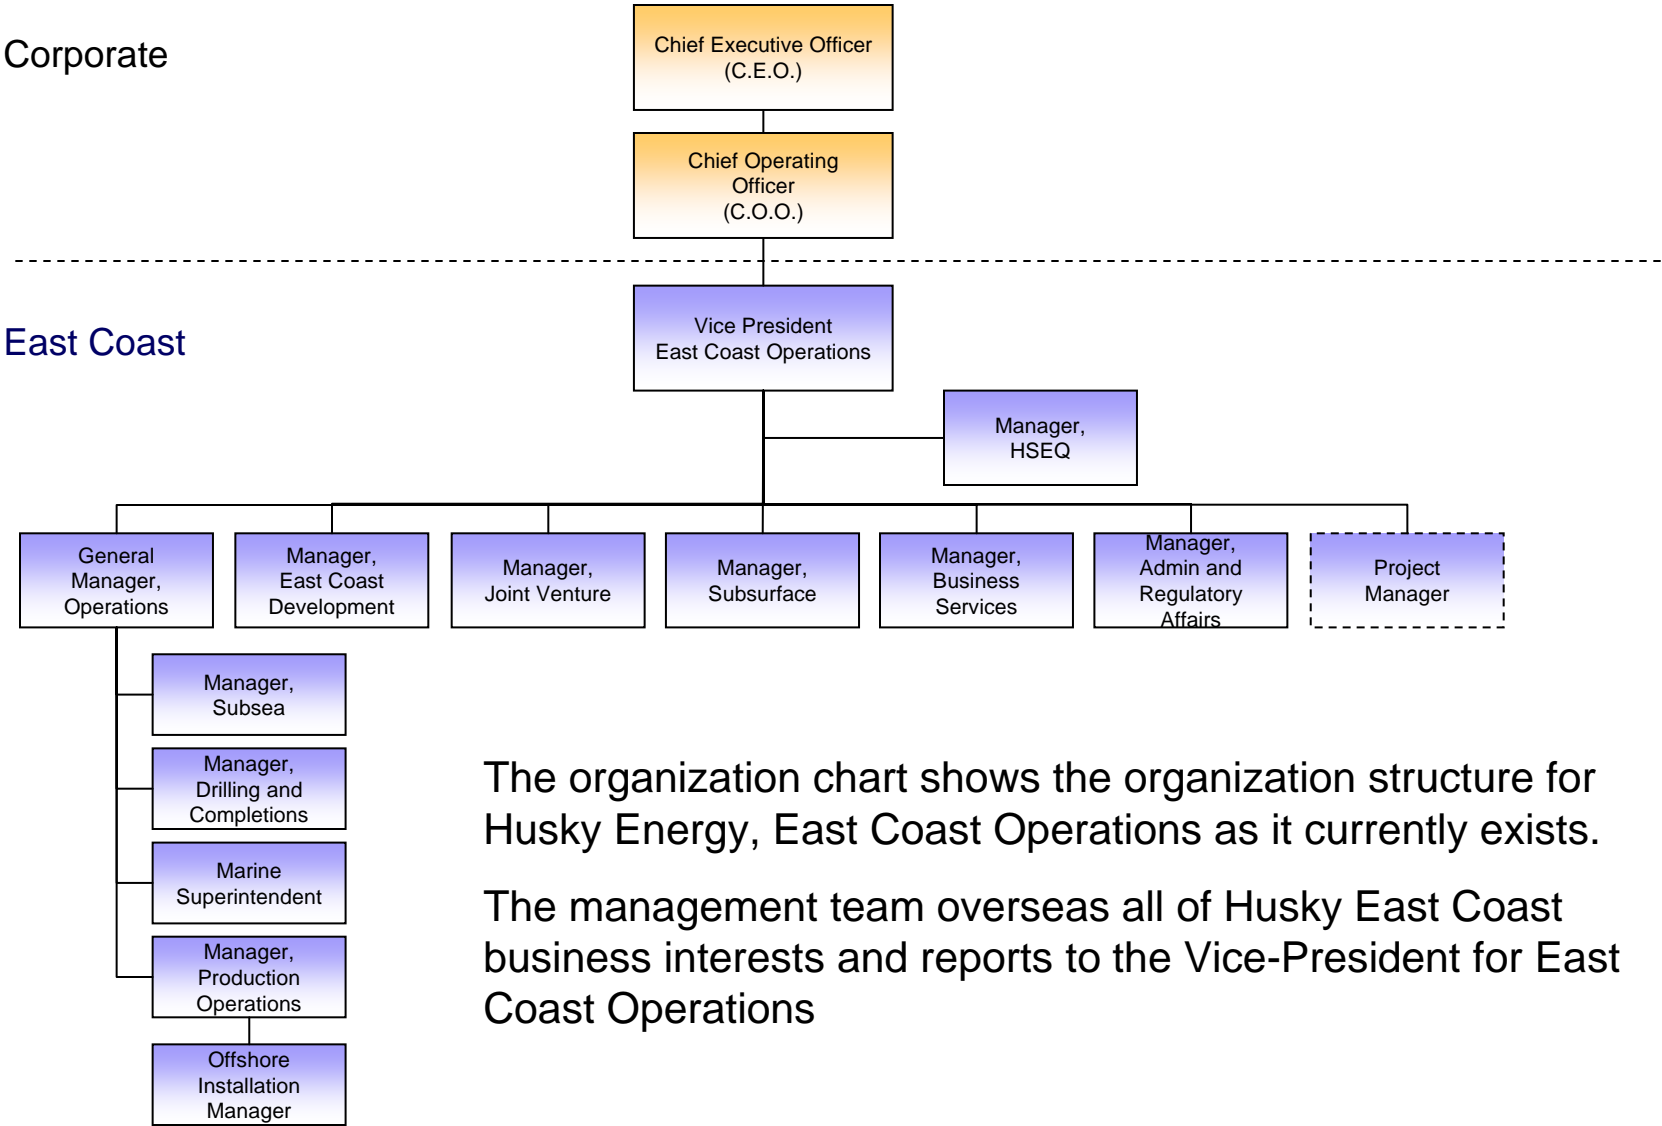 Corporate
Chief Executive Officer
(C.E.O.)
Chief Operating
Officer
(C.O.O.)
East Coast
Vice President
East Coast Operations
Manager,
HSEQ
General
Manager,
Operations
Manager,
East Coast
Development
Manager,
Joint Venture
Manager,
Subsurface
Manager,
Business
Services
Manager,
Admin and
Regulatory
Affairs
Project
Manager
Manager,
Subsea
Manager,
Drilling and
Completions
Marine
Superintendent
Manager,
Production
Operations
Offshore
Installation
Manager
The organization chart shows the organization structure for
Husky Energy, East Coast Operations as it currently exists.
The management team overseas all of Husky East Coast
business interests and reports to the Vice-President for East
Coast Operations